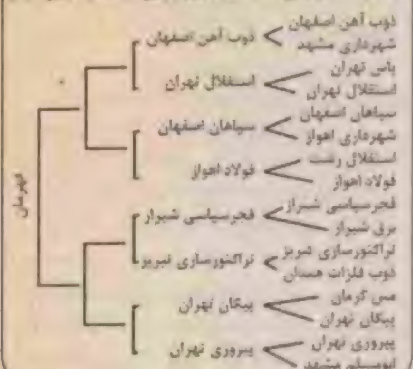 ذوب آهن اصفهان
شهرداری مشهد
ذوب آهن اصفهان
پاس تهران
استقلال تهران
استقلال تهران
سپاهان اصفهان
شهرداری اهواز
سپاهان اصفهان
استقلال رشت
فولاد اهواز
فولاد اهواز
فجرسپاسی شیراز
برق شیراز
فجرسپاسی شیراز
تراکتورسازی تبریز
ذوب فلزات همدان
تراکتورسازی تبریز
مس کرمان
پیکان تهران
پیکان تهران
پیروزی تهران
ابومسلم مشهد
پیروزی تهران
قهرمان